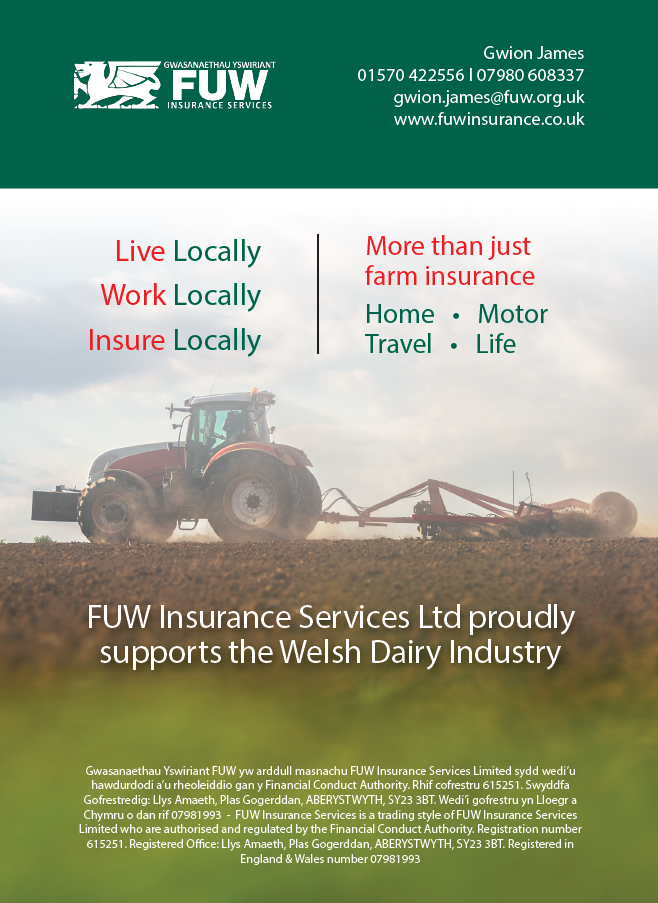 GWASANAETHAU YSWIRIANT
FUW
INSURANCE SERVICES
Gwion James
01570 422556 | 07980 608337
gwion.james@fuw.org.uk
www.fuwinsurance.co.uk
Live Locally
Work Locally
Insure Locally
More than just
farm insurance
Home • Motor
Travel • Life
FUW Insurance Services Ltd proudly
supports the Welsh Dairy Industry
Gwasanaethau Yswiriant FUW yw arddull masnachu FUW Insurance Services Limited sydd wedi’u
hawdurdodi a’u rheoleiddio gan y Financial Conduct Authority. Rhif cofrestru 615251. Swyddfa
Gofrestredig: Llys Amaeth, Plas Gogerddan, ABERYSTWYTH, SY23 3BT. Wedi’i gofrestru yn Lloegr a
Chymru o dan rif 07981993 - FUW Insurance Services is a trading style of FUW Insurance Services
Limited who are authorised and regulated by the Financial Conduct Authority. Registration number
615251. Registered Office: Llys Amaeth, Plas Gogerddan, ABERYSTWYTH, SY23 3BT. Registered in
England & Wales number 07981993